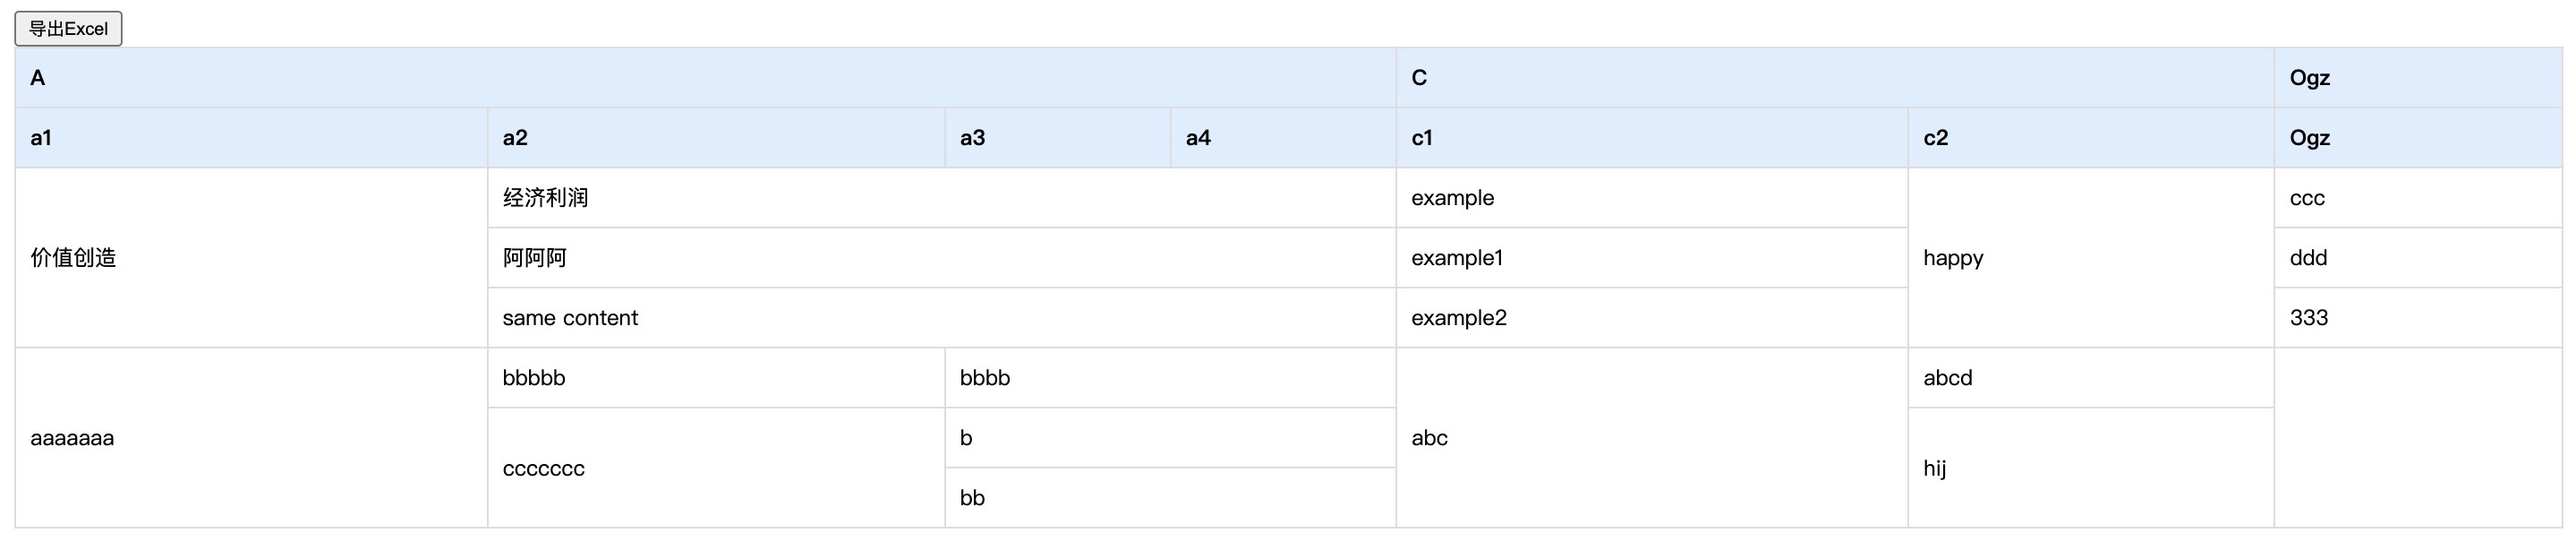 导出Excel
A C Ogz
a1 a2 a3 a4 c1 c2 Ogz
价值创造 经济利润 example happy ccc
阿阿阿 example1 ddd
same content example2 333
aaaaaaa bbbbb bbbb abc abcd
ccccccc b hij
bb